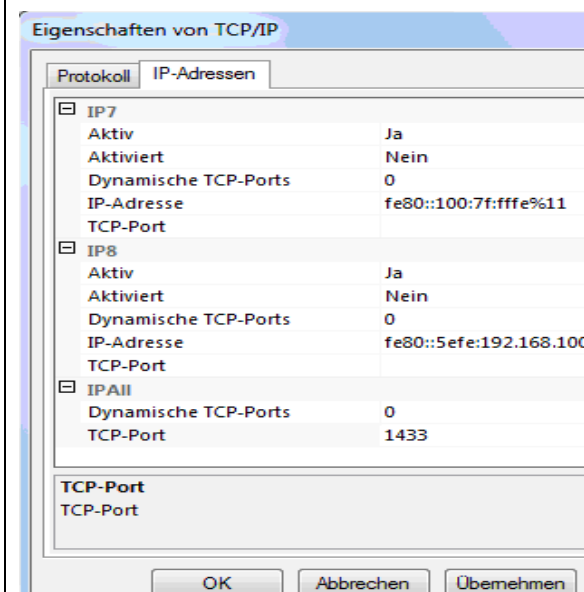 Eigenschaften von TCP/IP
Protokoll IP-Adressen
IP7
Aktiv Ja
Aktiviert Nein
Dynamische TCP-Ports 0
IP-Adresse fe80::100:7f:fffe%11
TCP-Port
IP8
Aktiv Ja
Aktiviert Nein
Dynamische TCP-Ports 0
IP-Adresse fe80::5efe:192.168.100
TCP-Port
IPAll
Dynamische TCP-Ports 0
TCP-Port 1433
TCP-Port
TCP-Port
OK Abbrechen Übernehmen